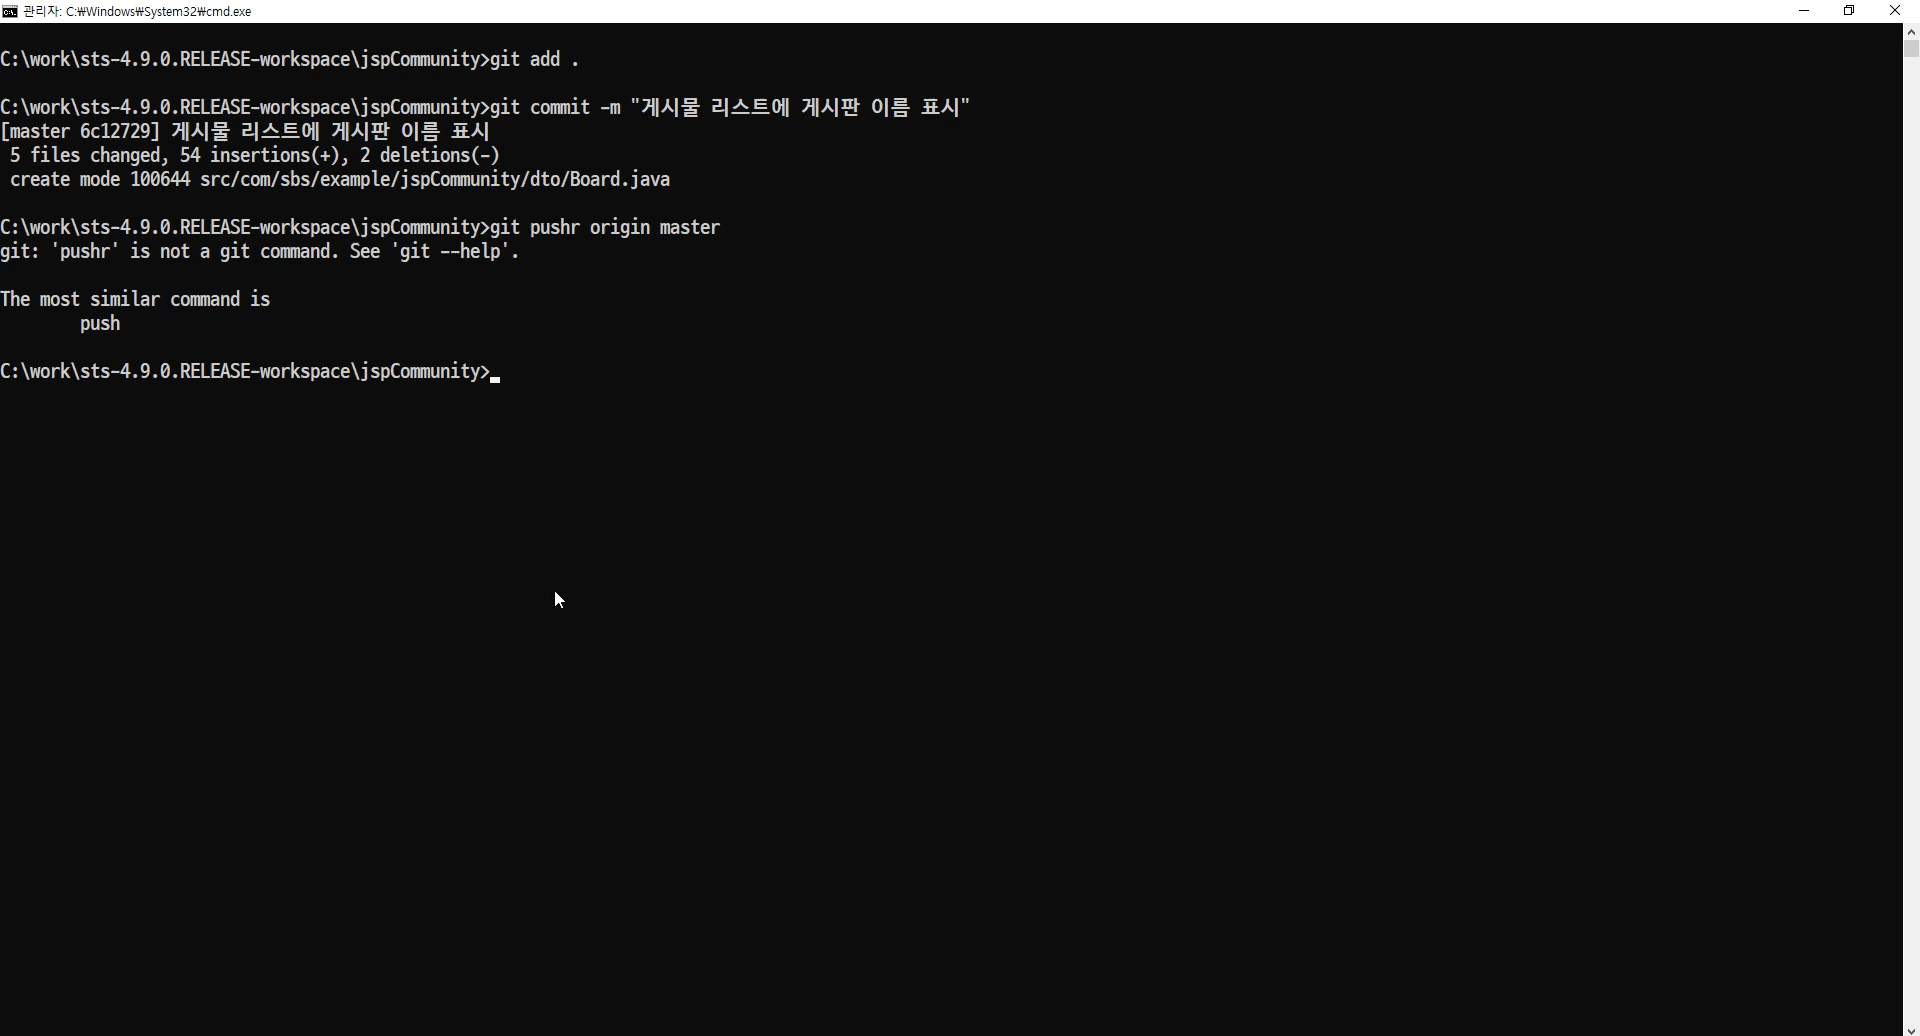 관리자: C:₩Windows₩System32₩cmd.exe
C:\work\sts-4.9.0.RELEASE-workspace\jspCommunity>git add .
C:\work\sts-4.9.0.RELEASE-workspace\jspCommunity>git commit -m "게시물 리스트에 게시판 이름 표시"
[master 6c12729] 게시물 리스트에 게시판 이름 표시
 5 files changed, 54 insertions(+), 2 deletions(-)
 create mode 100644 src/com/sbs/example/jspCommunity/dto/Board.java
C:\work\sts-4.9.0.RELEASE-workspace\jspCommunity>git pushr origin master
git: 'pushr' is not a git command. See 'git --help'.
The most similar command is
        push
C:\work\sts-4.9.0.RELEASE-workspace\jspCommunity>